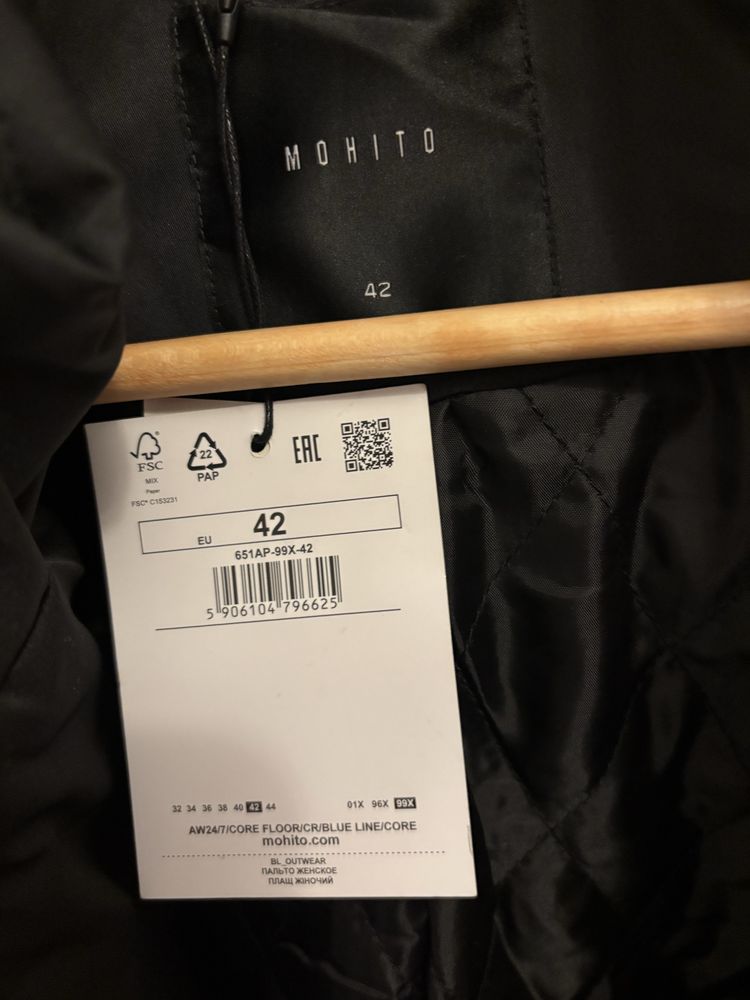 MOHITO
42
FSC®
MIX
Paper
FSC® C153231
22
PAP
EAC
EU 42
651AP-99X-42
5 906104 796625
32 34 36 38 40 42 44 01X 96X 99X
AW24/7/CORE FLOOR/CR/BLUE LINE/CORE
mohito.com
BL_OUTWEAR
ПАЛЬТО ЖЕНСКОЕ
ПЛАЩ ЖІНОЧИЙ